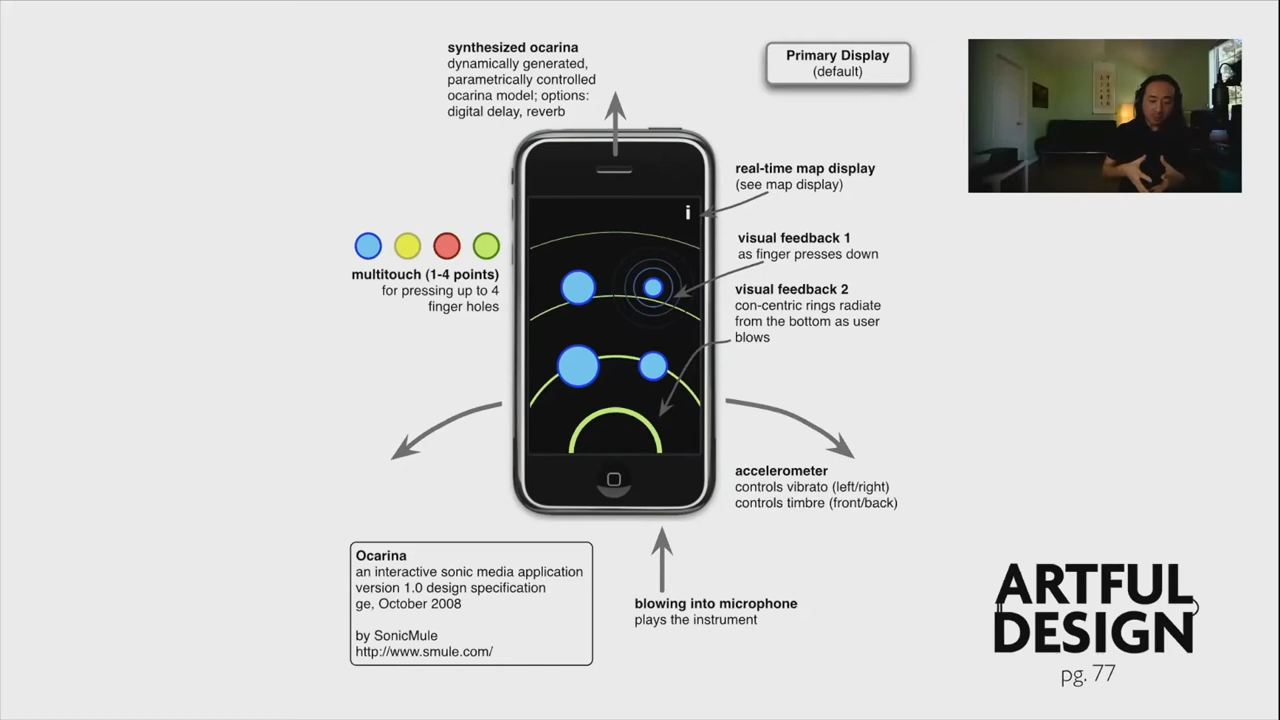 synthesized ocarina
dynamically generated,
parametrically controlled
ocarina model; options:
digital delay, reverb
Primary Display
(default)
real-time map display
(see map display)
i
visual feedback 1
as finger presses down
multitouch (1-4 points)
for pressing up to 4
finger holes
visual feedback 2
con-centric rings radiate
from the bottom as user
blows
accelerometer
controls vibrato (left/right)
controls timbre (front/back)
Ocarina
an interactive sonic media application
version 1.0 design specification
ge, October 2008
by SonicMule
http://www.smule.com/
blowing into microphone
plays the instrument
ARTFUL
DESIGN
pg. 77